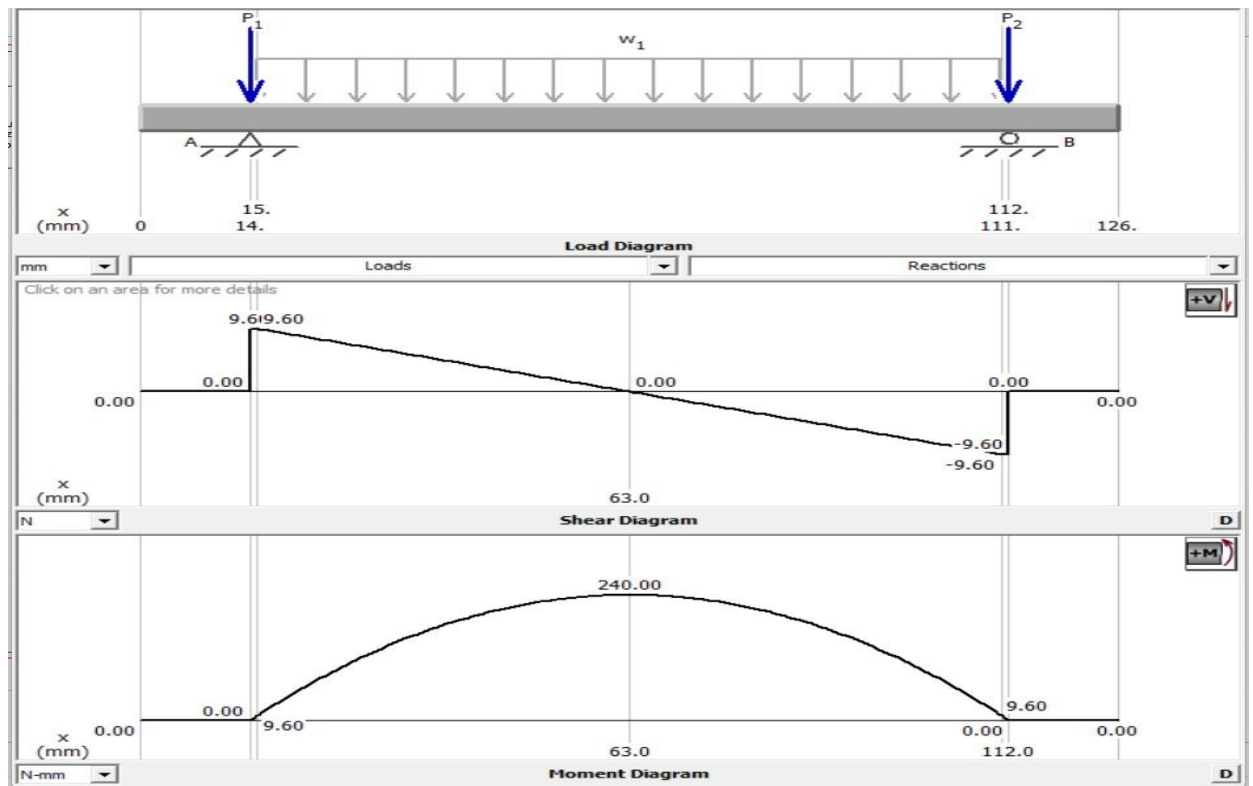 P1 P2
w1
A B
15. 112.
x
(mm) 0 14. 111. 126.
Load Diagram
mm Loads Reactions
Click on an area for more details
+V
9.6 9.60
0.00 0.00 0.00
0.00 0.00
-9.60
-9.60
x
(mm) 63.0
N Shear Diagram D
+M
240.00
0.00 9.60
0.00 9.60 0.00 0.00
x
(mm) 63.0 112.0
N-mm Moment Diagram D